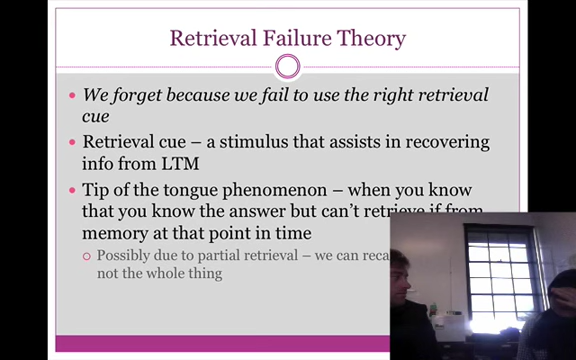 Retrieval Failure Theory
We forget because we fail to use the right retrieval
cue
Retrieval cue – a stimulus that assists in recovering
info from LTM
Tip of the tongue phenomenon – when you know
that you know the answer but can't retrieve if from
memory at that point in time
Possibly due to partial retrieval – we can
not the whole thing